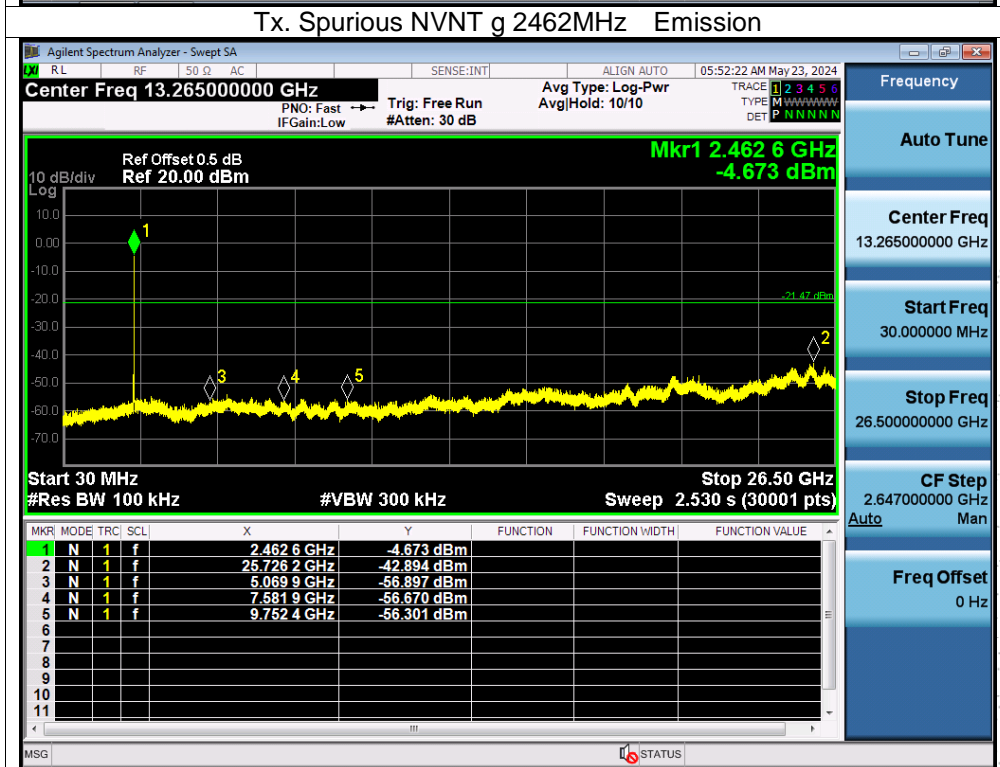 Tx. Spurious NVNT g 2462MHz Emission
Agilent Spectrum Analyzer - Swept SA
LXI RL RF 50 Ω AC SENSE:INT ALIGN AUTO 05:52:22 AM May 23, 2024
Center Freq 13.265000000 GHz
PNO: Fast
IFGain:Low
Trig: Free Run
#Atten: 30 dB
Avg Type: Log-Pwr
Avg|Hold: 10/10
TRACE 1 2 3 4 5 6
TYPE M WWWWW
DET P N N N N N
Mkr1 2.462 6 GHz
-4.673 dBm
Ref Offset 0.5 dB
10 dB/div Ref 20.00 dBm
Log
10.0
0.00
-10.0
-20.0
-30.0
-40.0
-50.0
-60.0
-70.0
1
-21.47 dBm
2
3
4
5
Start 30 MHz Stop 26.50 GHz
#Res BW 100 kHz #VBW 300 kHz Sweep 2.530 s (30001 pts)
MKR MODE TRC SCL X Y FUNCTION FUNCTION WIDTH FUNCTION VALUE
1 N 1 f 2.462 6 GHz -4.673 dBm
2 N 1 f 25.726 2 GHz -42.894 dBm
3 N 1 f 5.069 9 GHz -56.897 dBm
4 N 1 f 7.581 9 GHz -56.670 dBm
5 N 1 f 9.752 4 GHz -56.301 dBm
6
7
8
9
10
11
MSG STATUS
Frequency
Auto Tune
Center Freq
13.265000000 GHz
Start Freq
30.000000 MHz
Stop Freq
26.500000000 GHz
CF Step
2.647000000 GHz
Auto Man
Freq Offset
0 Hz